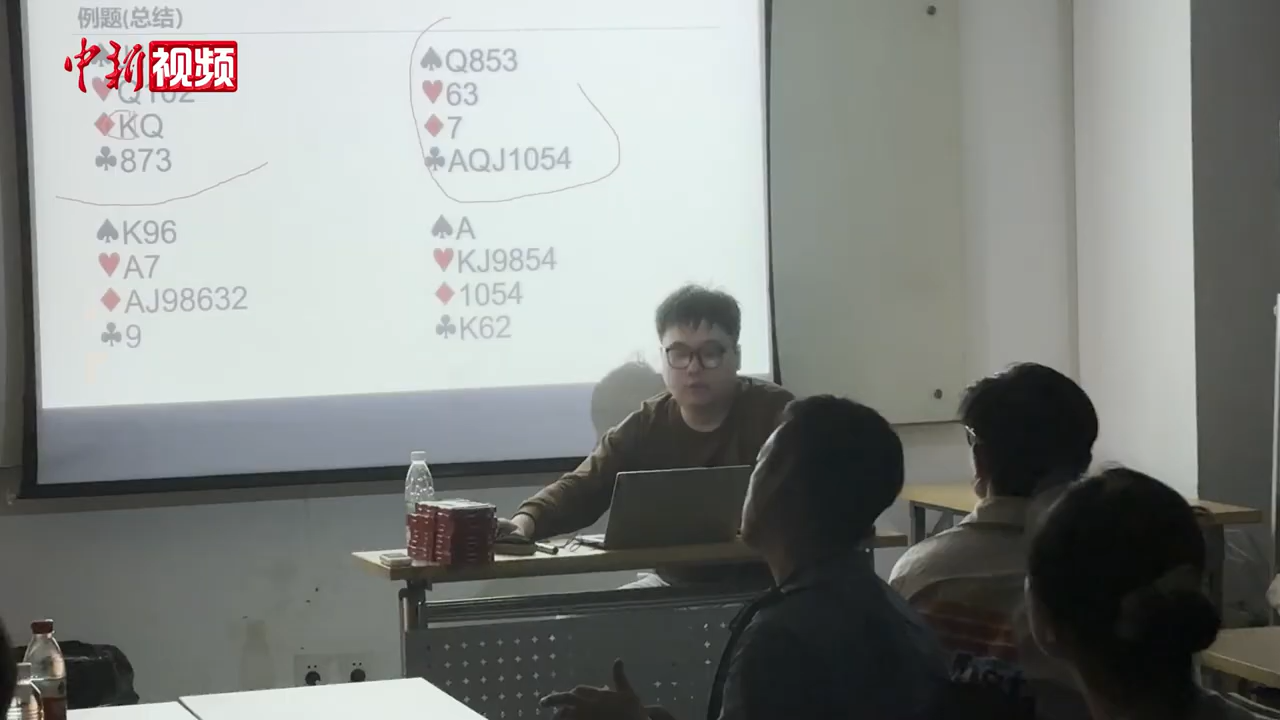 例题(总结)
中新视频
♥Q102
♦KQ
♣873
♠Q853
♥63
♦7
♣AQJ1054
♠K96
♥A7
♦AJ98632
♣9
♠A
♥KJ9854
♦1054
♣K62